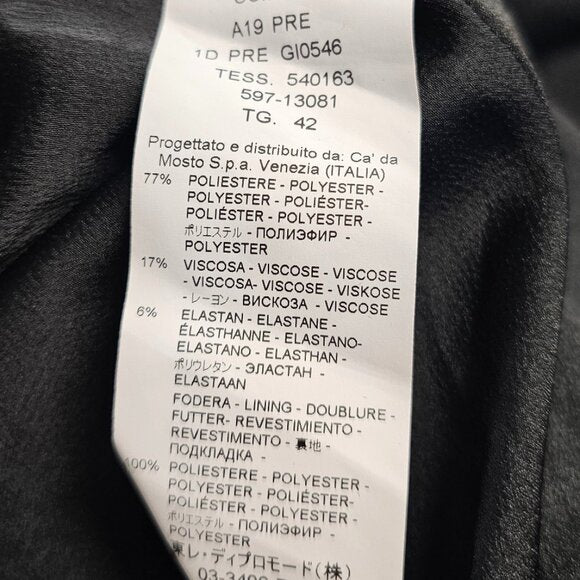 A19 PRE
1D PRE GI0546
TESS. 540163
597-13081
TG. 42
Progettato e distribuito da: Ca' da
Mosto S.p.a. Venezia (ITALIA)
77% POLIESTERE - POLYESTER -
POLYESTER - POLIÉSTER-
POLIÉSTER - POLYESTER -
ポリエステル - ПОЛИЭФИР -
POLYESTER
17% VISCOSA - VISCOSE - VISCOSE
- VISCOSA- VISCOSE - VISKOSE
- レーヨン - ВИСКОЗА - VISCOSE
6% ELASTAN - ELASTANE -
ÉLASTHANNE - ELASTANO-
ELASTANO - ELASTHAN -
ポリウレタン - ЭЛАСТАН -
ELASTAAN
FODERA - LINING - DOUBLURE -
FUTTER- REVESTIMIENTO -
REVESTIMENTO - 裏地 -
ПОДКЛАДКА -
100% POLIESTERE - POLYESTER -
POLYESTER - POLIÉSTER-
POLIÉSTER - POLYESTER -
ポリエステル - ПОЛИЭФИР -
POLYESTER
東レ・ディプロモード(株)